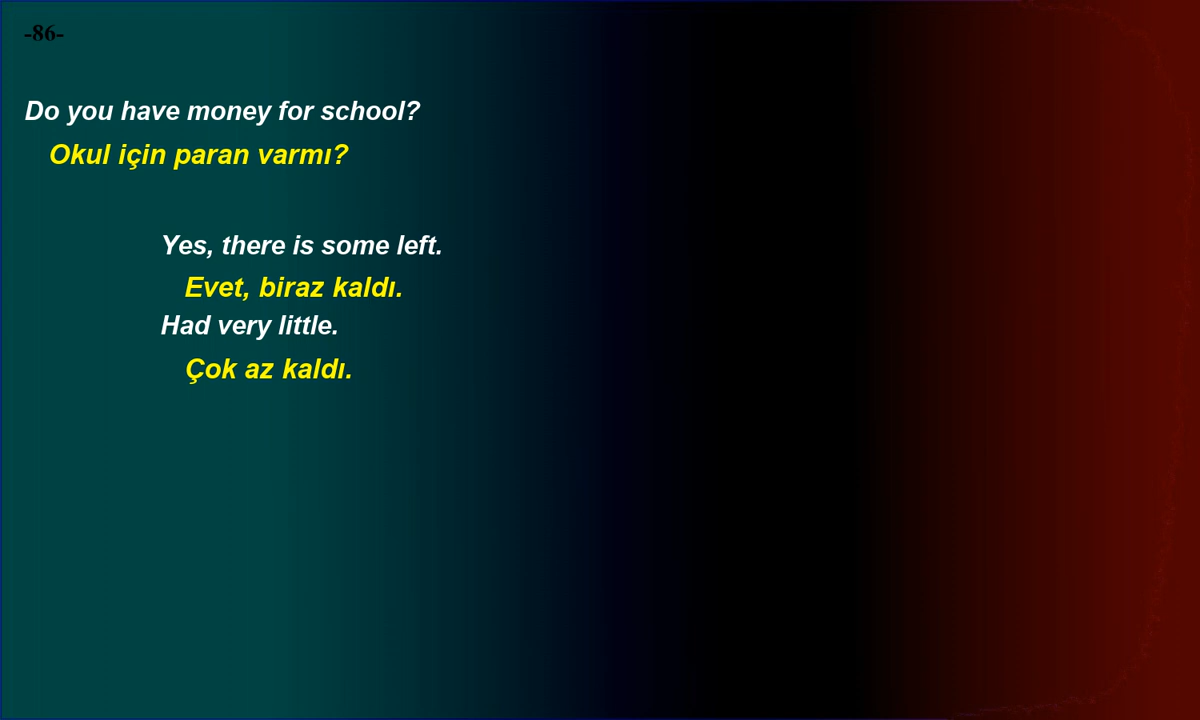 -86-
Do you have money for school?
Okul için paran varmı?
Yes, there is some left.
Evet, biraz kaldı.
Had very little.
Çok az kaldı.